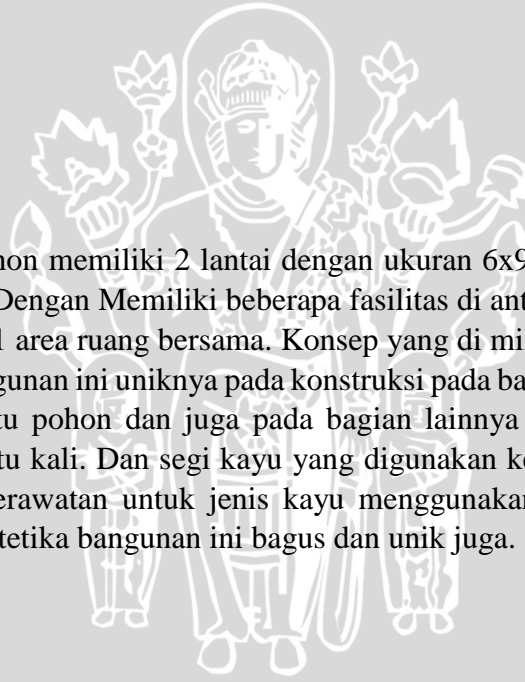 hon memiliki 2 lantai dengan ukuran 6x9
Dengan Memiliki beberapa fasilitas di ant
1 area ruang bersama. Konsep yang di mi
gunan ini uniknya pada konstruksi pada ba
tu pohon dan juga pada bagian lainnya
tu kali. Dan segi kayu yang digunakan k
erawatan untuk jenis kayu menggunakan
tetika bangunan ini bagus dan unik juga.